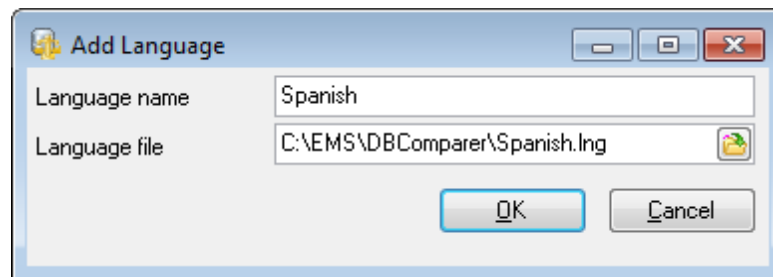 Add Language
Language name Spanish
Language file C:\EMS\DBComparer\Spanish.lng
OK Cancel